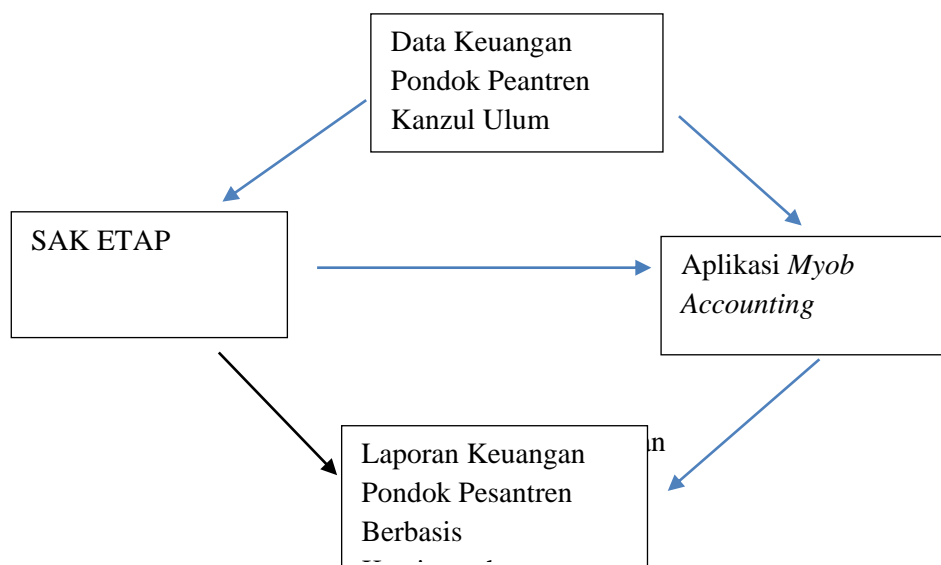 Data Keuangan
Pondok Peantren
Kanzul Ulum
SAK ETAP
Aplikasi Myob
Accounting
Laporan Keuangan
Pondok Pesantren
Berbasis